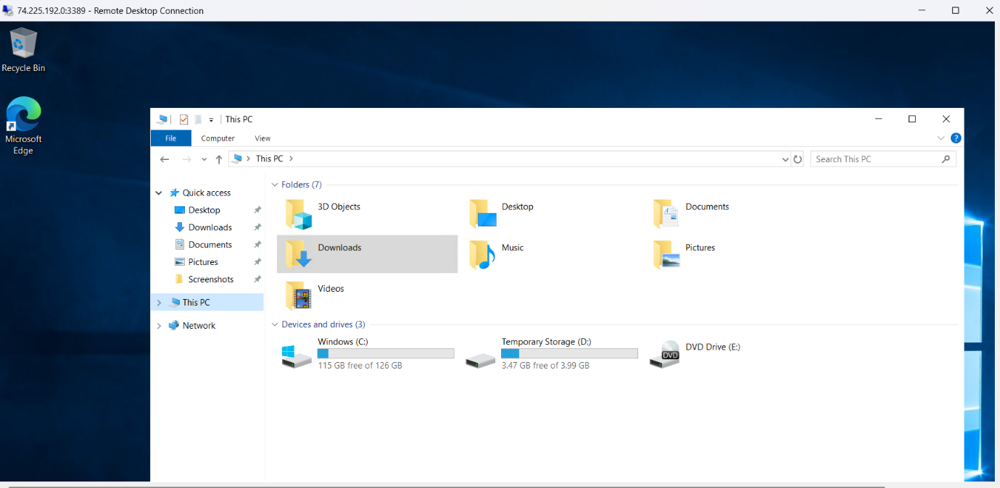 74.225.192.0:3389 - Remote Desktop Connection
Recycle Bin
Microsoft
Edge
This PC
File
Computer
View
This PC
Search This PC
Quick access
Desktop
Downloads
Documents
Pictures
Screenshots
This PC
Network
Folders (7)
3D Objects
Desktop
Documents
Downloads
Music
Pictures
Videos
Devices and drives (3)
Windows (C:)
115 GB free of 126 GB
Temporary Storage (D:)
3.47 GB free of 3.99 GB
DVD
DVD Drive (E:)